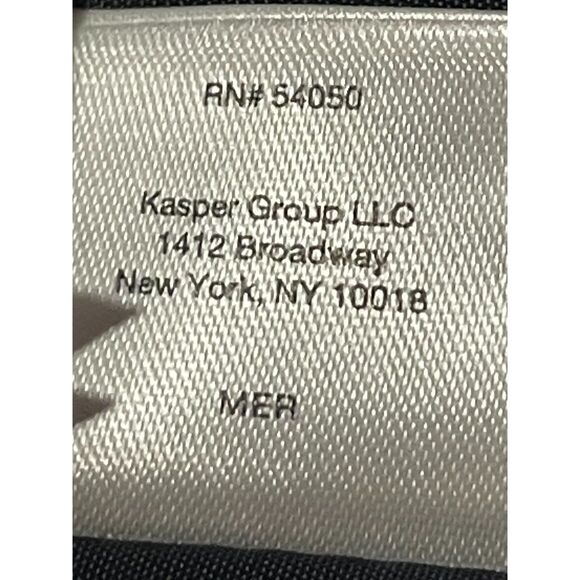 RN# 54050
Kasper Group LLC
1412 Broadway
New York, NY 10018
MER